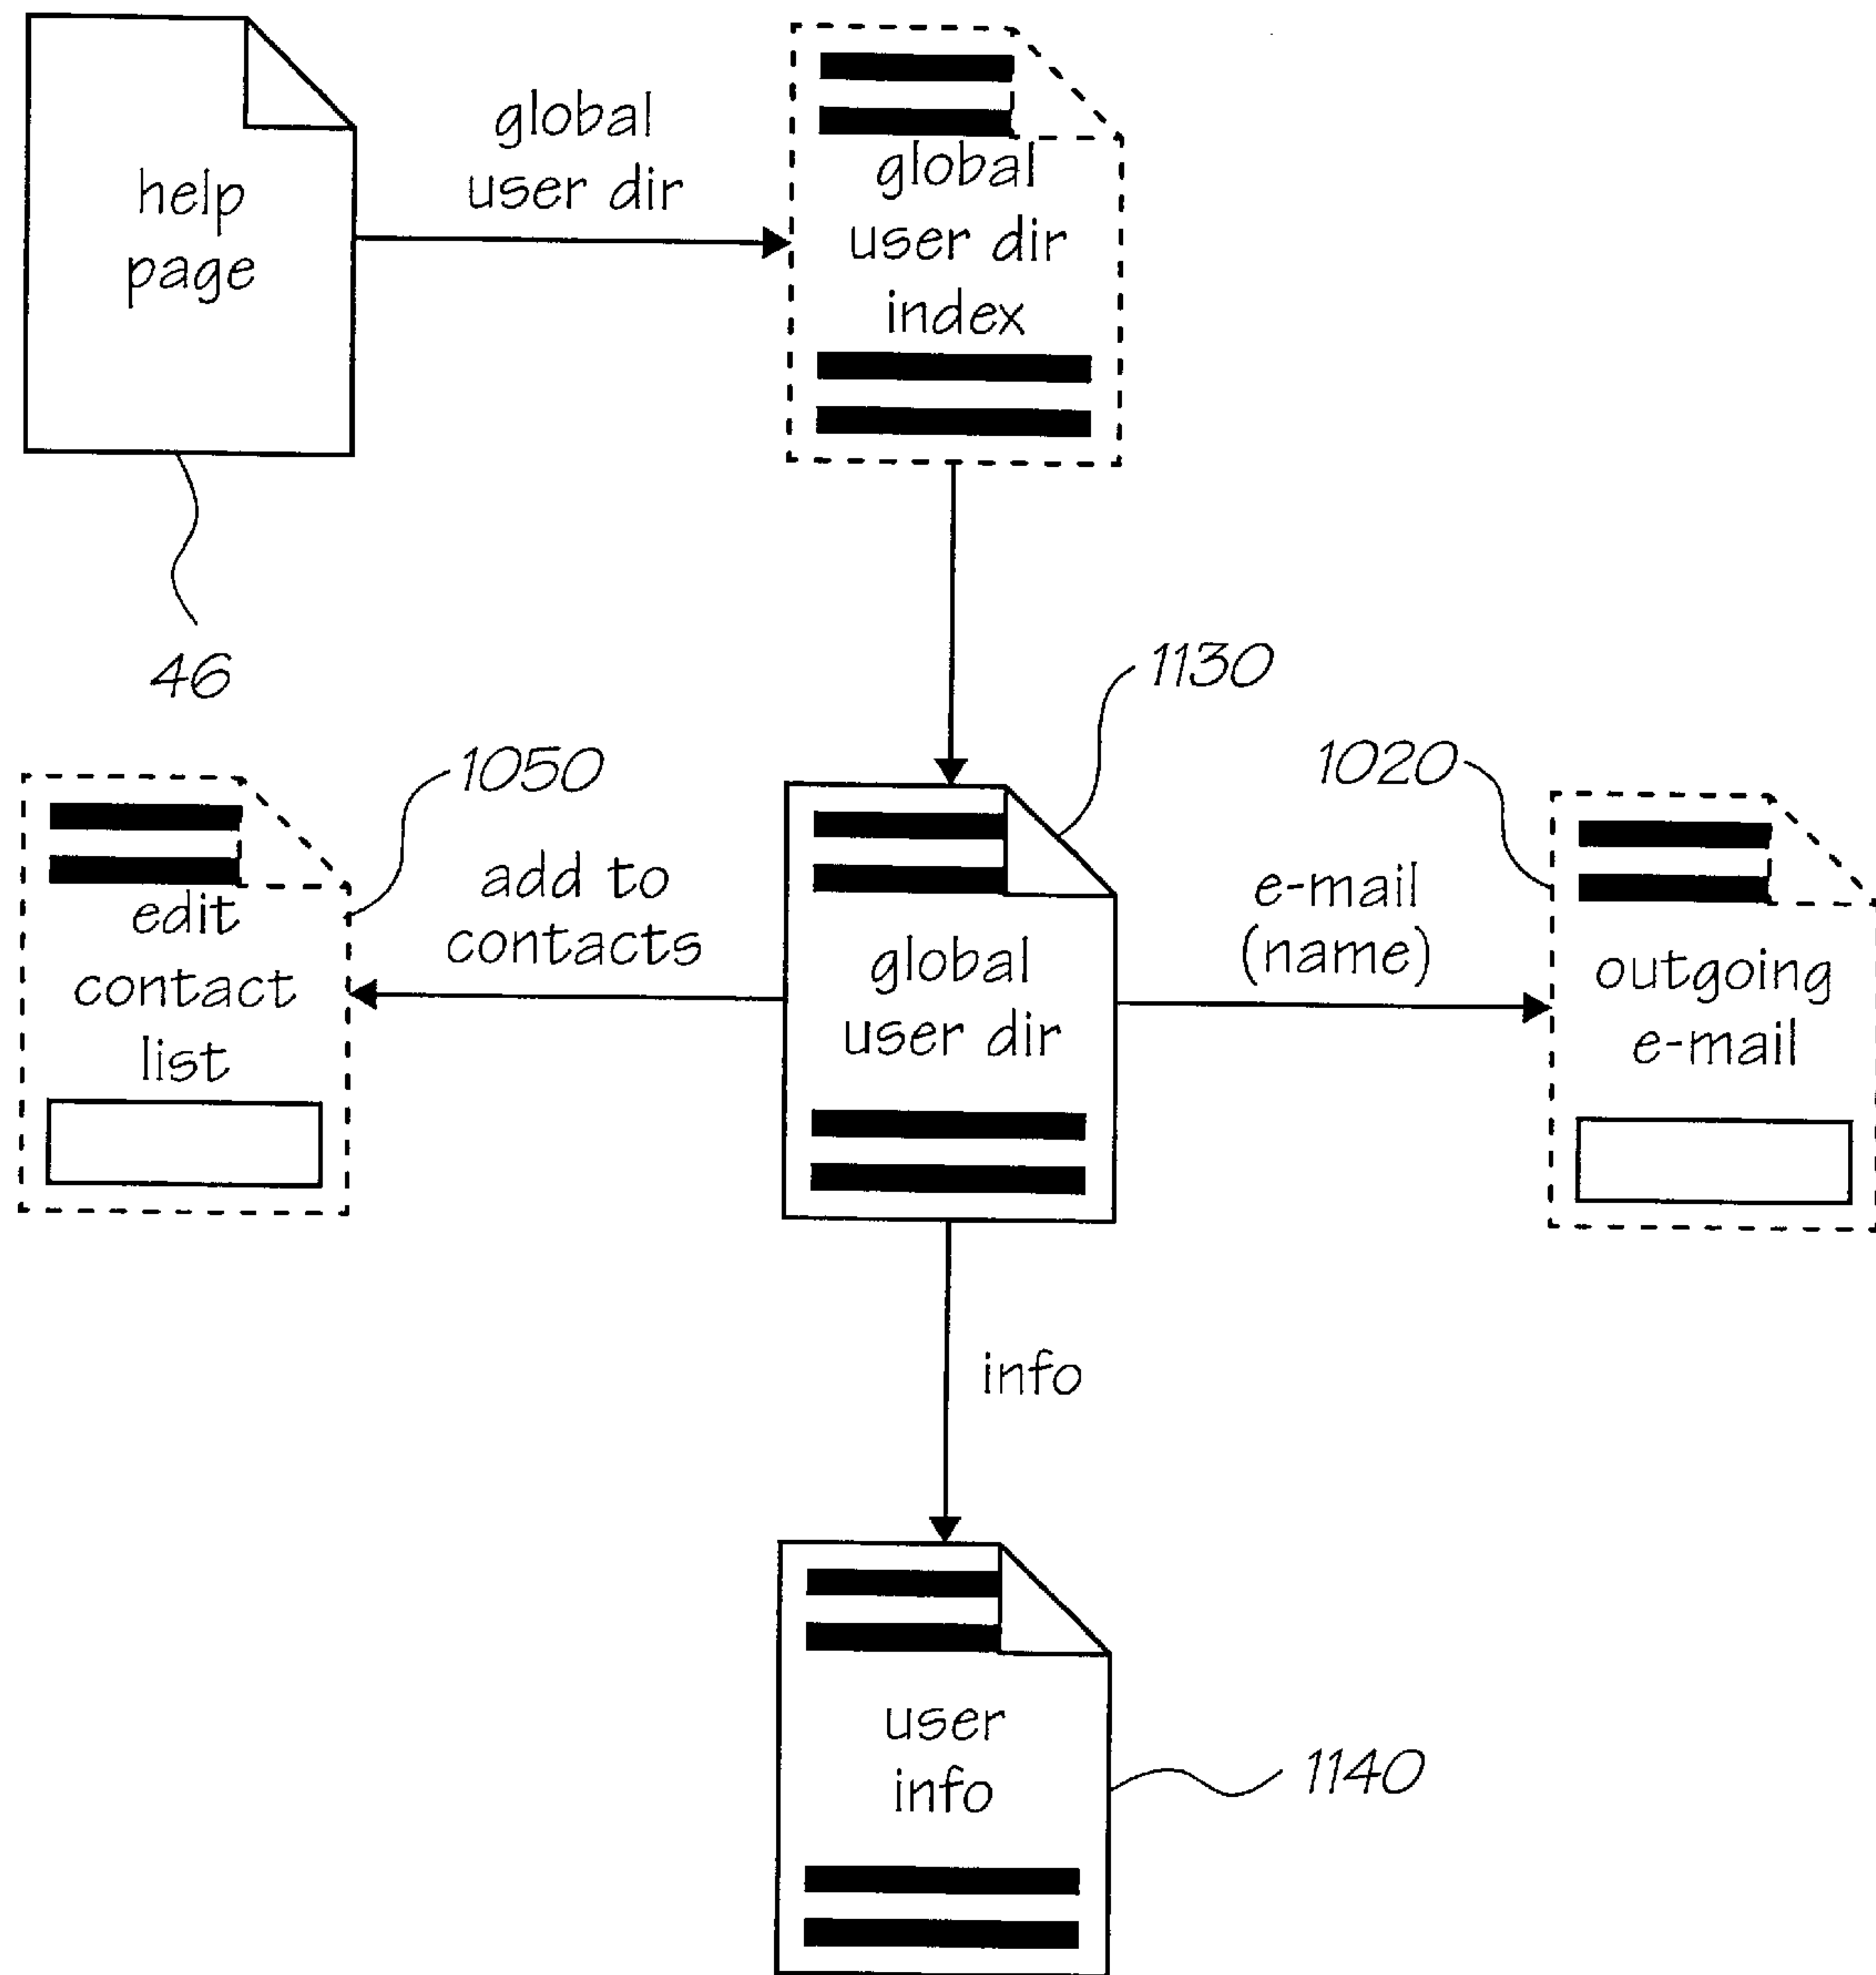 help
page
global
user dir
global
user dir
index
46
1130
1050
1020
edit
contact
list
add to
contacts
global
user dir
e-mail
(name)
outgoing
e-mail
info
user
info
1140